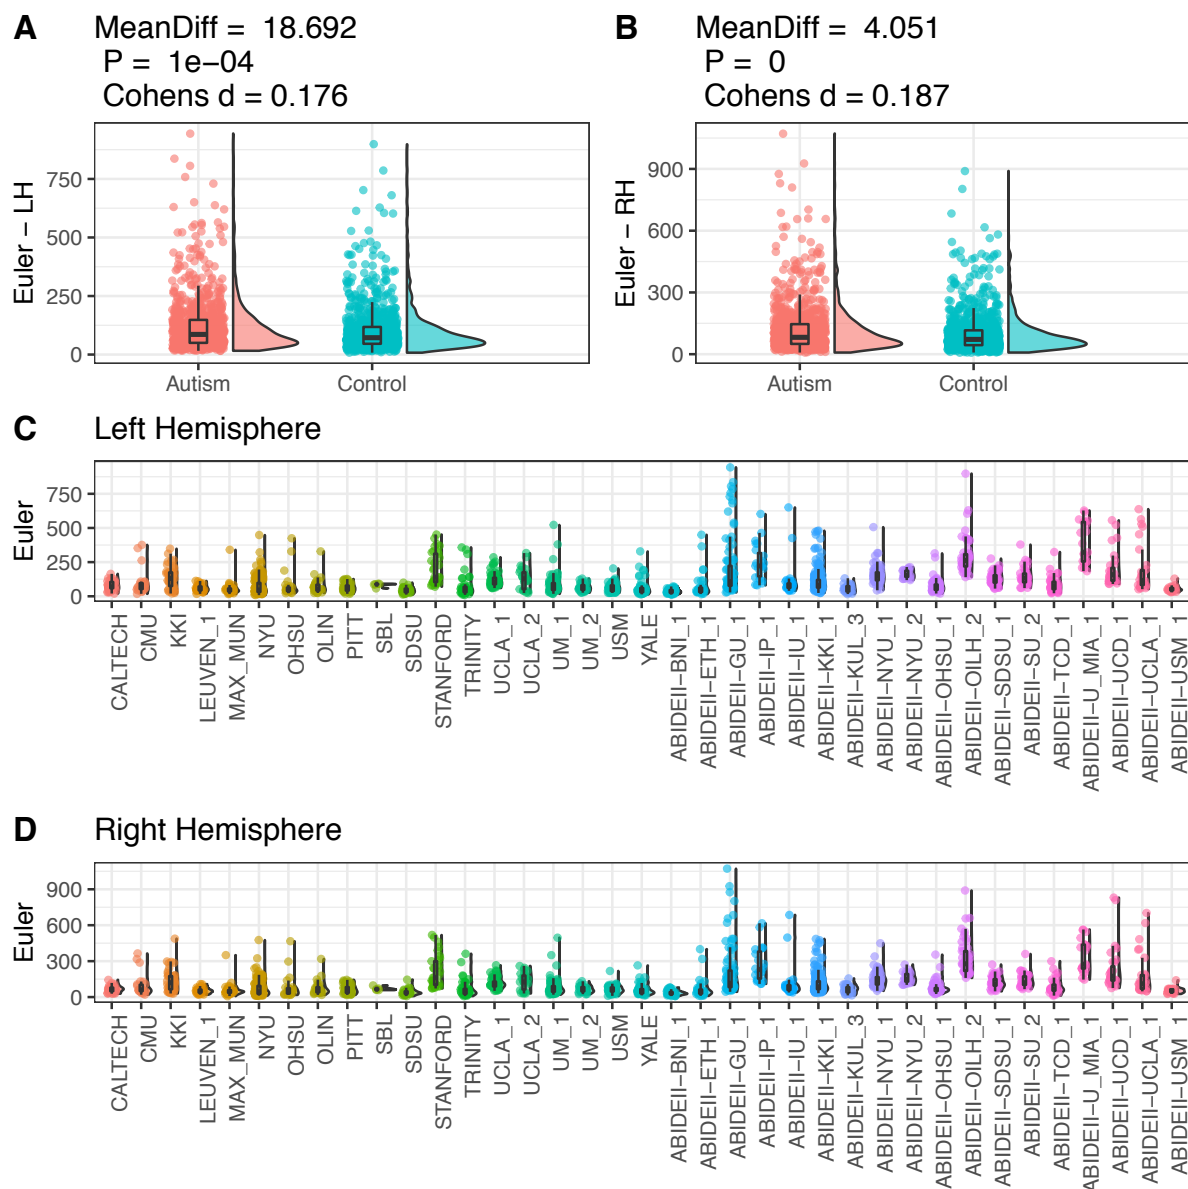 A
MeanDiff =  18.692
P =  1e−04
Cohens d = 0.176
Euler − LH
750
500
250
0
Autism
Control
B
MeanDiff =  4.051
P =  0
Cohens d = 0.187
Euler − RH
900
600
300
0
Autism
Control
C
Left Hemisphere
Euler
750
500
250
0
CALTECH
CMU
KKI
LEUVEN_1
MAX_MUN
NYU
OHSU
OLIN
PITT
SBL
SDSU
STANFORD
TRINITY
UCLA_1
UCLA_2
UM_1
UM_2
USM
YALE
ABIDEII−BNI_1
ABIDEII−ETH_1
ABIDEII−GU_1
ABIDEII−IP_1
ABIDEII−IU_1
ABIDEII−KKI_1
ABIDEII−KUL_3
ABIDEII−NYU_1
ABIDEII−NYU_2
ABIDEII−OHSU_1
ABIDEII−OILH_2
ABIDEII−SDSU_1
ABIDEII−SU_2
ABIDEII−TCD_1
ABIDEII−U_MIA_1
ABIDEII−UCD_1
ABIDEII−UCLA_1
ABIDEII−USM_1
D
Right Hemisphere
Euler
900
600
300
0
CALTECH
CMU
KKI
LEUVEN_1
MAX_MUN
NYU
OHSU
OLIN
PITT
SBL
SDSU
STANFORD
TRINITY
UCLA_1
UCLA_2
UM_1
UM_2
USM
YALE
ABIDEII−BNI_1
ABIDEII−ETH_1
ABIDEII−GU_1
ABIDEII−IP_1
ABIDEII−IU_1
ABIDEII−KKI_1
ABIDEII−KUL_3
ABIDEII−NYU_1
ABIDEII−NYU_2
ABIDEII−OHSU_1
ABIDEII−OILH_2
ABIDEII−SDSU_1
ABIDEII−SU_2
ABIDEII−TCD_1
ABIDEII−U_MIA_1
ABIDEII−UCD_1
ABIDEII−UCLA_1
ABIDEII−USM_1